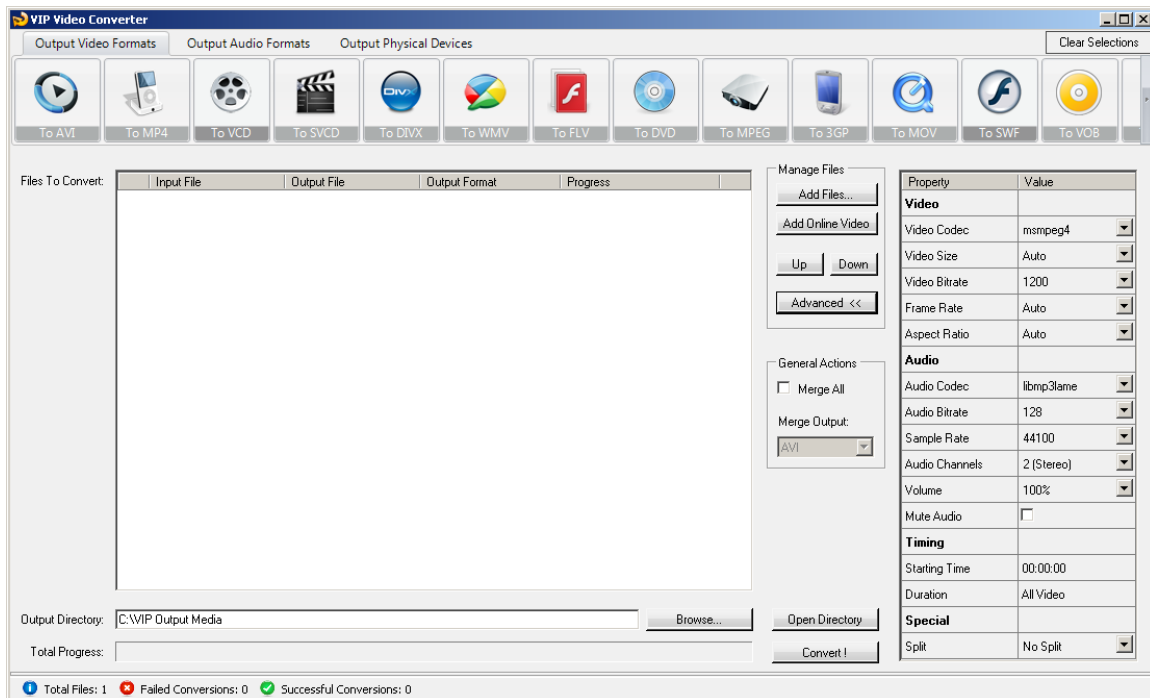 VIP Video Converter
Output Video Formats Output Audio Formats Output Physical Devices Clear Selections
To AVI To MP4 To VCD To SVCD To DIVX To WMV To FLV To DVD To MPEG To 3GP To MOV To SWF To VOB
DIVX
Files To Convert:
Input File Output File Output Format Progress
Manage Files
Add Files...
Add Online Video
Up Down
Advanced <<
General Actions
Merge All
Merge Output:
AVI
Property Value
Video
Video Codec msmpeg4
Video Size Auto
Video Bitrate 1200
Frame Rate Auto
Aspect Ratio Auto
Audio
Audio Codec libmp3lame
Audio Bitrate 128
Sample Rate 44100
Audio Channels 2 (Stereo)
Volume 100%
Mute Audio
Timing
Starting Time 00:00:00
Duration All Video
Special
Split No Split
Output Directory: C:\VIP Output Media Browse... Open Directory
Total Progress: Convert !
Total Files: 1 Failed Conversions: 0 Successful Conversions: 0